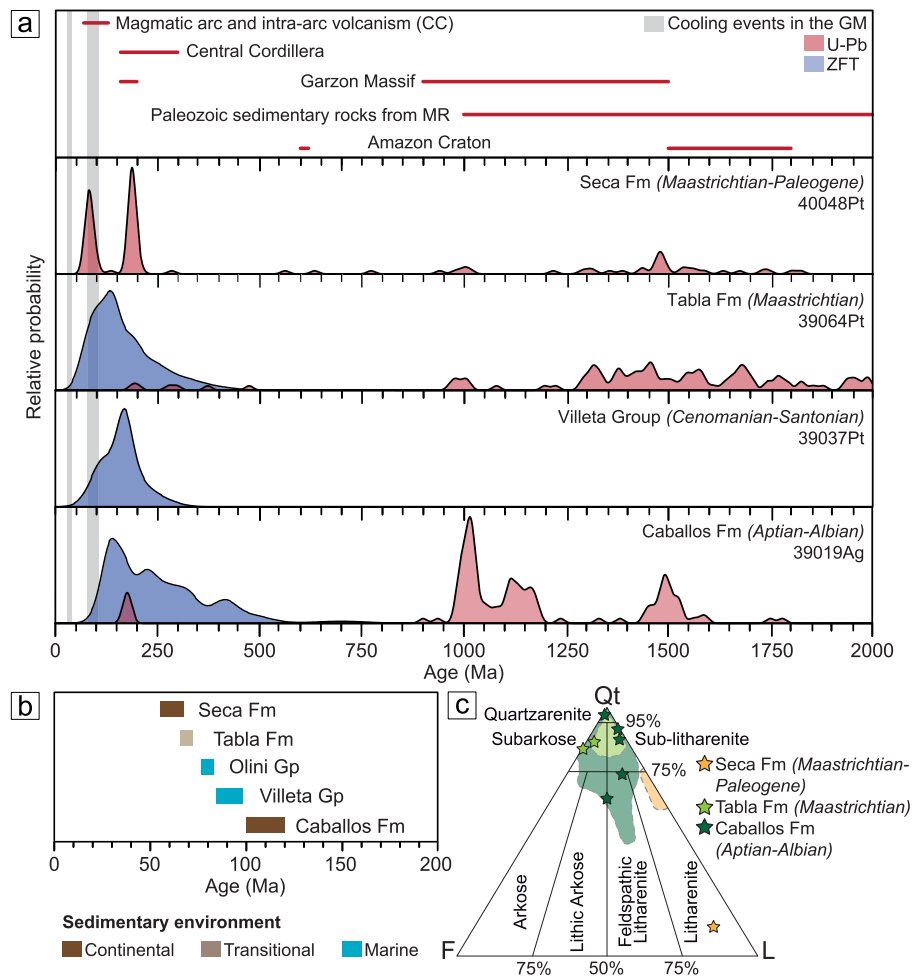 a
Magmatic arc and intra-arc volcanism (CC)
Cooling events in the GM
Central Cordillera
U-Pb
ZFT
Garzon Massif
Paleozoic sedimentary rocks from MR
Amazon Craton
Relative probability
Seca Fm (Maastrichtian-Paleogene)
40048Pt
Tabla Fm (Maastrichtian)
39064Pt
Villeta Group (Cenomanian-Santonian)
39037Pt
Caballos Fm (Aptian-Albian)
39019Ag
0 250 500 750 1000 1250 1500 1750 2000
Age (Ma)
b
Seca Fm
Tabla Fm
Olini Gp
Villeta Gp
Caballos Fm
0 50 100 150 200
Age (Ma)
Sedimentary environment
Continental Transitional Marine
c
Qt
Quartzarenite
95%
Subarkose
Sub-litharenite
75%
Seca Fm (Maastrichtian-
Paleogene)
Tabla Fm (Maastrichtian)
Caballos Fm
(Aptian-Albian)
Arkose
Lithic Arkose
Feldspathic
Litharenite
Litharenite
F
L
75% 50% 75%